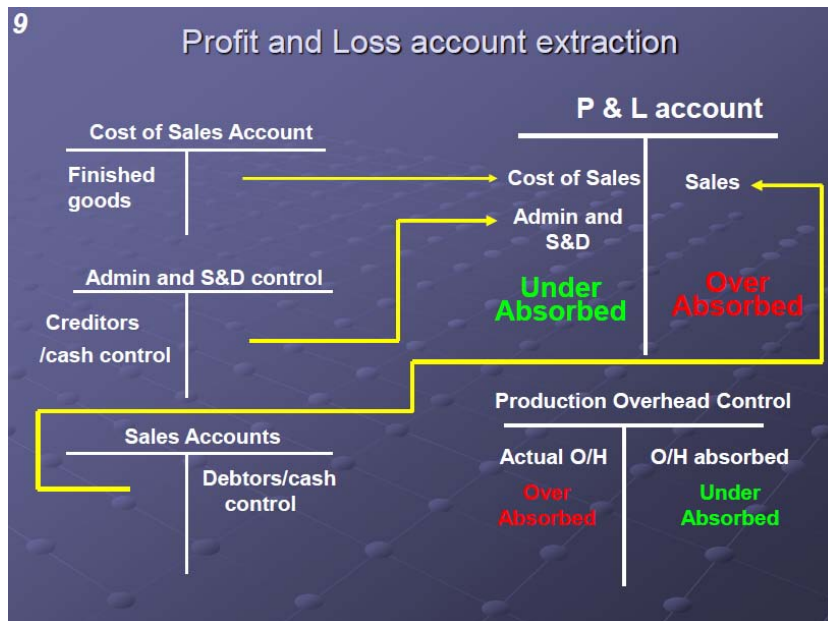 9
Profit and Loss account extraction
Cost of Sales Account
Finished
goods
Admin and S&D control
Creditors
/cash control
Sales Accounts
Debtors/cash
control
P & L account
Cost of Sales
Admin and
S&D
Under
Absorbed
Sales
Over
Absorbed
Production Overhead Control
Actual O/H
Over
Absorbed
O/H absorbed
Under
Absorbed